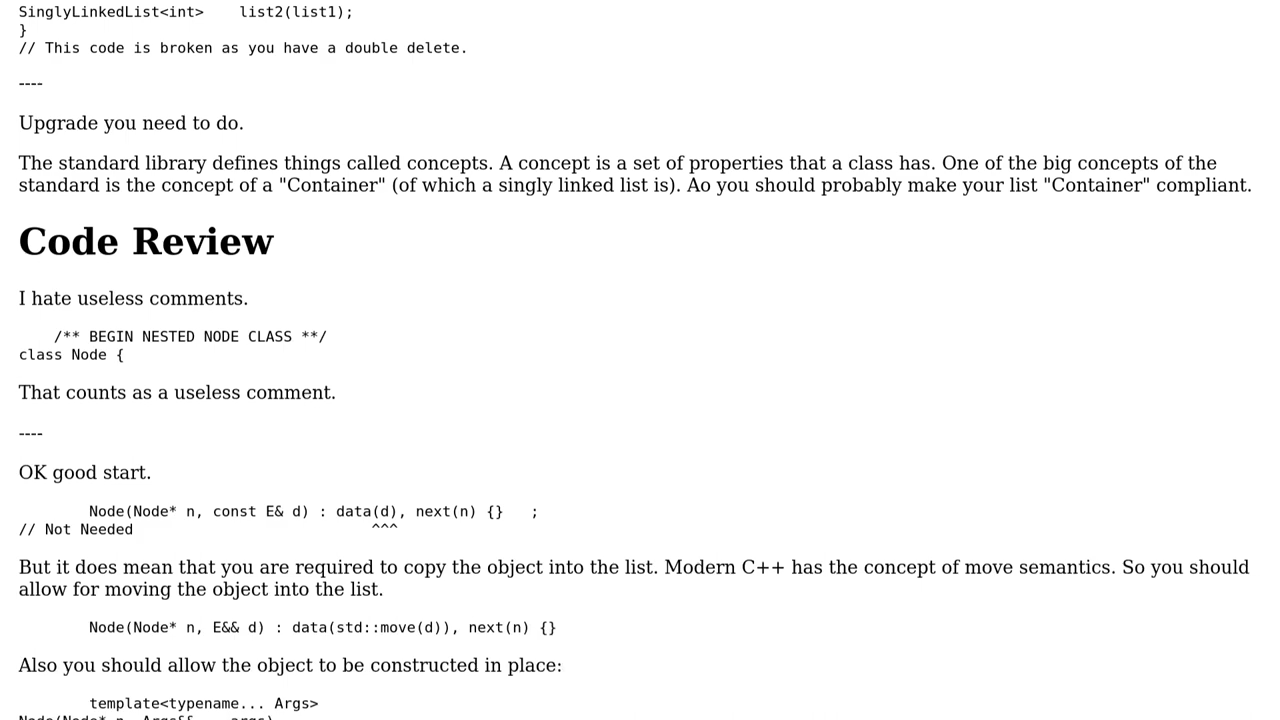 SinglyLinkedList<int>    list2(list1);
}
// This code is broken as you have a double delete.
----
Upgrade you need to do.
The standard library defines things called concepts. A concept is a set of properties that a class has. One of the big concepts of the
standard is the concept of a "Container" (of which a singly linked list is). Ao you should probably make your list "Container" compliant.
Code Review
I hate useless comments.
    /** BEGIN NESTED NODE CLASS **/
class Node {
That counts as a useless comment.
----
OK good start.
        Node(Node* n, const E& d) : data(d), next(n) {}   ;
// Not Needed                           ^^^
But it does mean that you are required to copy the object into the list. Modern C++ has the concept of move semantics. So you should
allow for moving the object into the list.
        Node(Node* n, E&& d) : data(std::move(d)), next(n) {}
Also you should allow the object to be constructed in place:
        template<typename... Args>